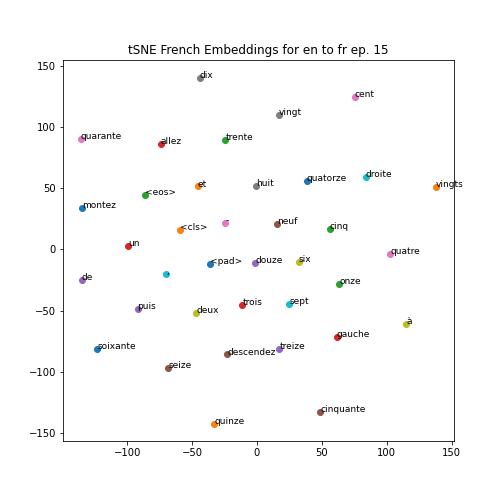 tSNE French Embeddings for en to fr ep. 15
150
dix
cent
vingt
100
quarante
allez
trente
quatorze
droite
50
<eos>
et
huit
vingts
montez
<cls>
-
neuf
cinq
un
0
quatre
<pad>
douze
six
de
,
onze
puis
deux
trois
sept
-50
à
gauche
soixante
descendez
treize
seize
-100
cinquante
quinze
-150
-100
-50
0
50
100
150